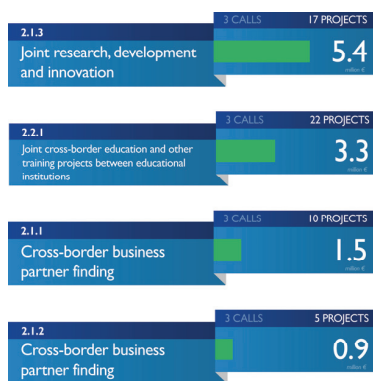 3 CALLS 17 PROJECTS
2.1.3
Joint research, development
and innovation
5.4
million €
3 CALLS 22 PROJECTS
2.2.1
Joint cross-border education and other
training projects between educational
institutions
3.3
million €
3 CALLS 10 PROJECTS
2.1.1
Cross-border business
partner finding
1.5
million €
3 CALLS 5 PROJECTS
2.1.2
Cross-border business
partner finding
0.9
million €